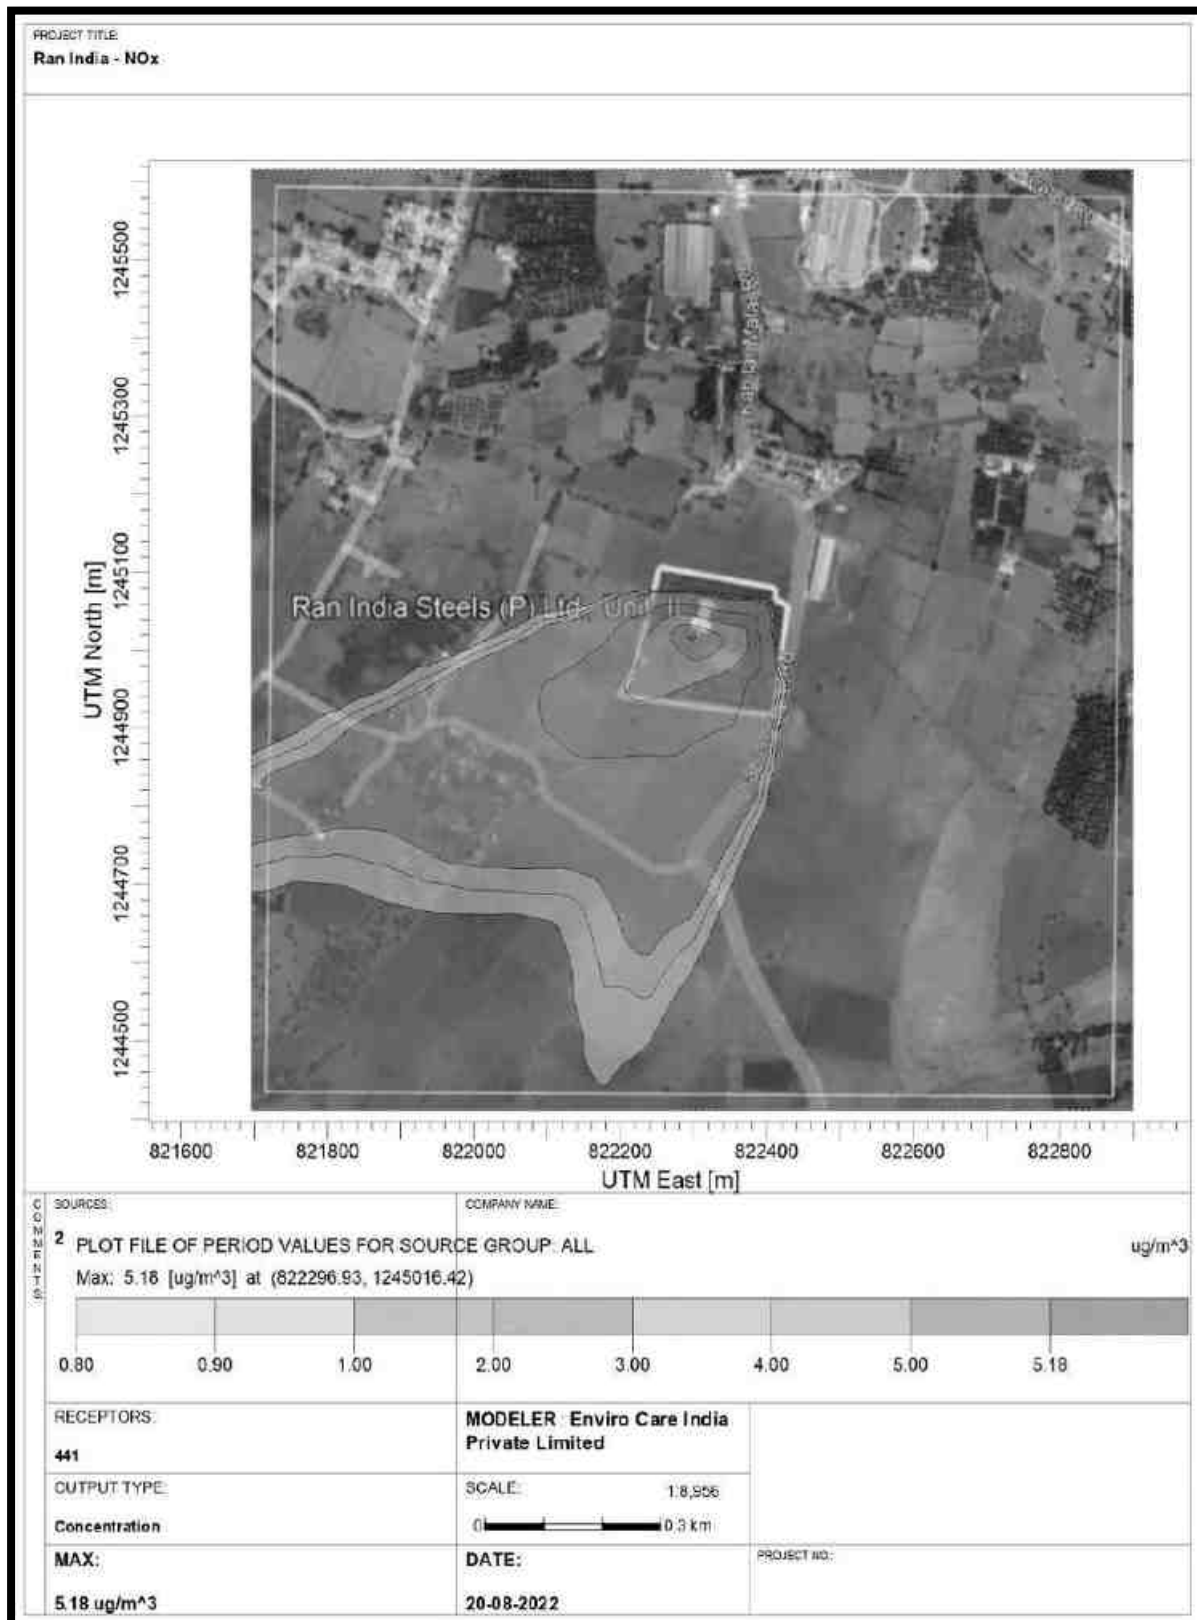 PROJECT TITLE:
Ran India - NOx
UTM North [m]
1245500
1245300
1245100
1244900
1244700
1244500
Ran India Steels (P) Ltd., Unit II
821600 821800 822000 822200 822400 822600 822800
UTM East [m]
COMMENTS:
SOURCES:
2
COMPANY NAME:
PLOT FILE OF PERIOD VALUES FOR SOURCE GROUP: ALL
ug/m^3
Max: 5.18 [ug/m^3] at (822296.93, 1245016.42)
0.80 0.90 1.00 2.00 3.00 4.00 5.00 5.18
RECEPTORS:
441
MODELER: Enviro Care India
Private Limited
OUTPUT TYPE:
Concentration
SCALE: 1:8,956
0 0.3 km
MAX:
5.18 ug/m^3
DATE:
20-08-2022
PROJECT NO.: